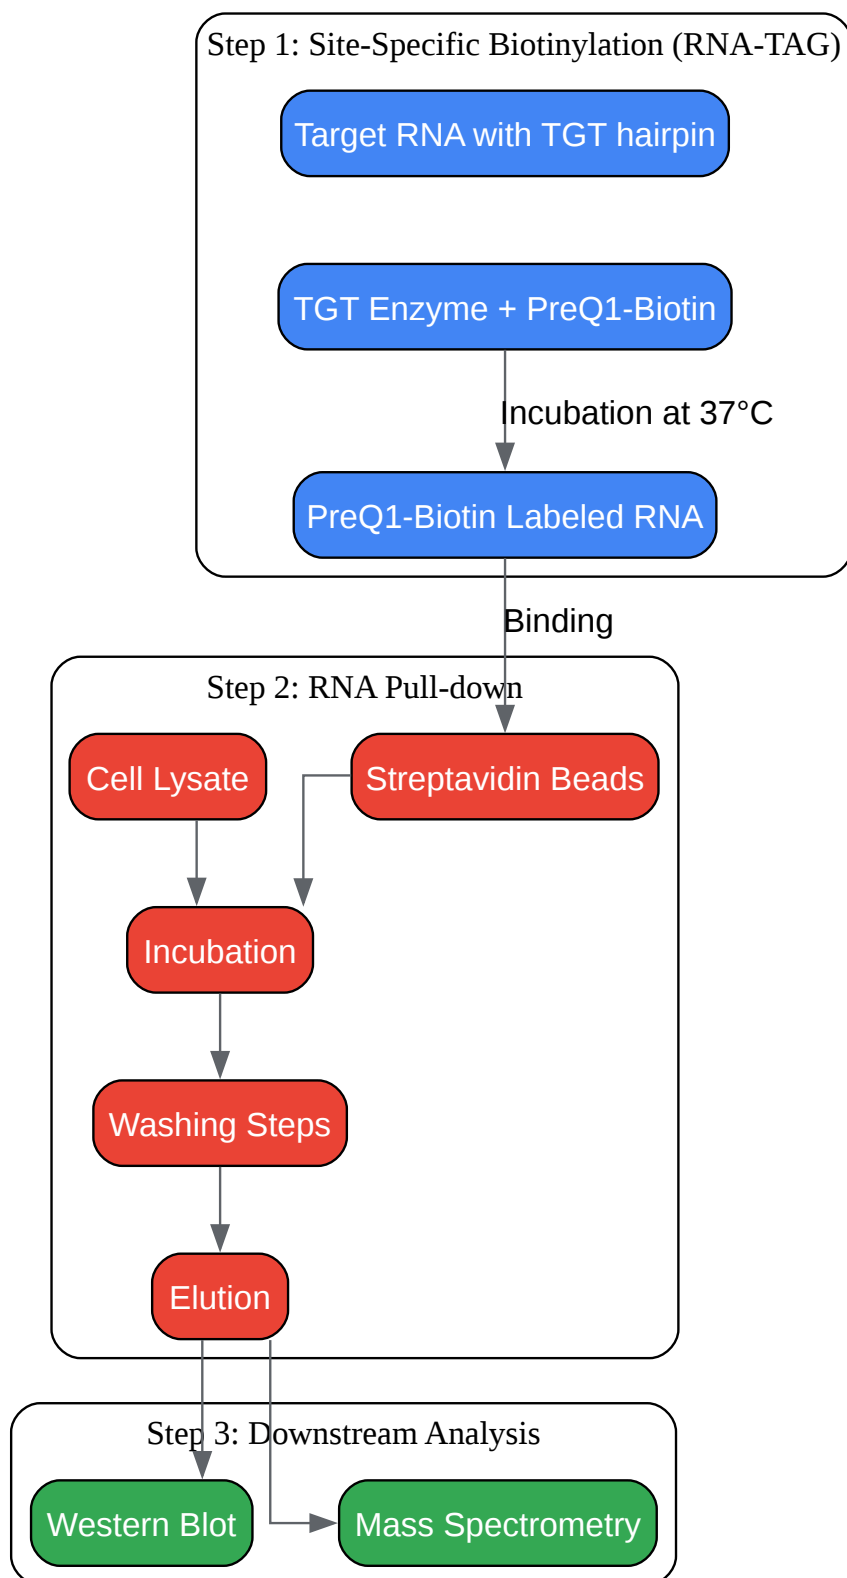 Step 1: Site-Specific Biotinylation (RNA-TAG)
Target RNA with TGT hairpin
TGT Enzyme + PreQ1-Biotin
Incubation at 37°C
PreQ1-Biotin Labeled RNA
Binding
Step 2: RNA Pull-down
Cell Lysate
Streptavidin Beads
Incubation
Washing Steps
Elution
Step 3: Downstream Analysis
Western Blot
Mass Spectrometry